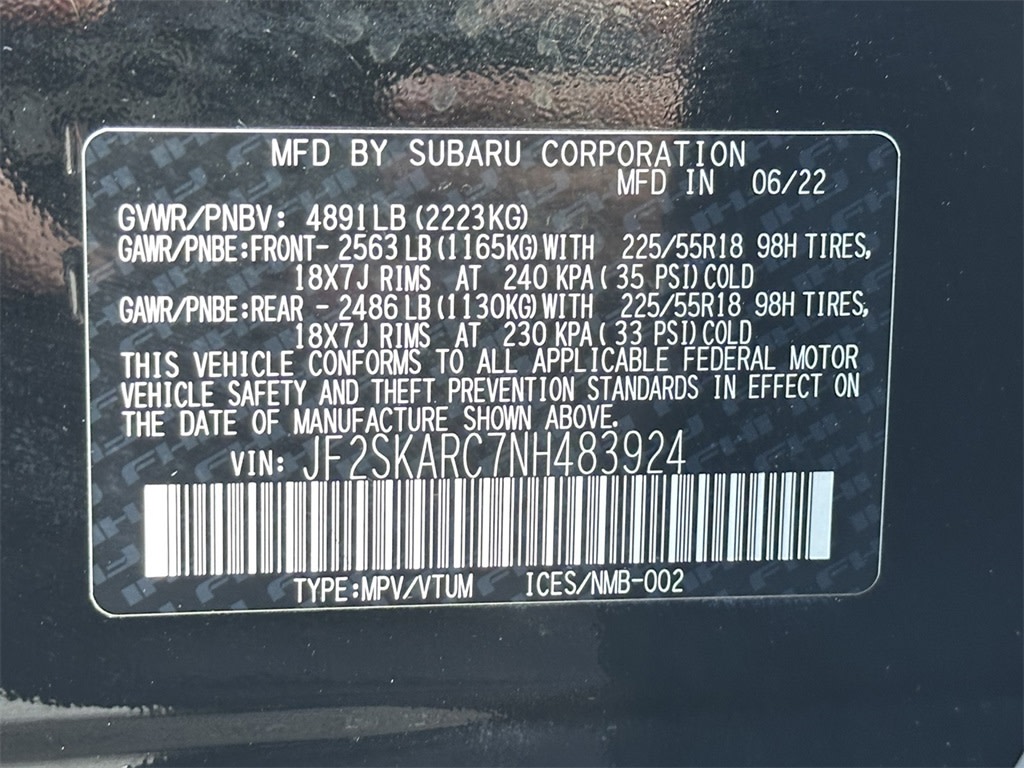 MFD BY SUBARU CORPORATION
MFD IN 06/22
GVWR/PNBV: 4891LB (2223KG)
GAWR/PNBE:FRONT- 2563LB (1165KG) WITH 225/55R18 98H TIRES,
18X7J RIMS AT 240 KPA ( 35 PSI) COLD
GAWR/PNBE:REAR - 2486LB (1130KG) WITH 225/55R18 98H TIRES,
18X7J RIMS AT 230 KPA ( 33 PSI) COLD
THIS VEHICLE CONFORMS TO ALL APPLICABLE FEDERAL MOTOR
VEHICLE SAFETY AND THEFT PREVENTION STANDARDS IN EFFECT ON
THE DATE OF MANUFACTURE SHOWN ABOVE.
VIN: JF2SKARC7NH483924
TYPE:MPV/VTUM ICES/NMB-002